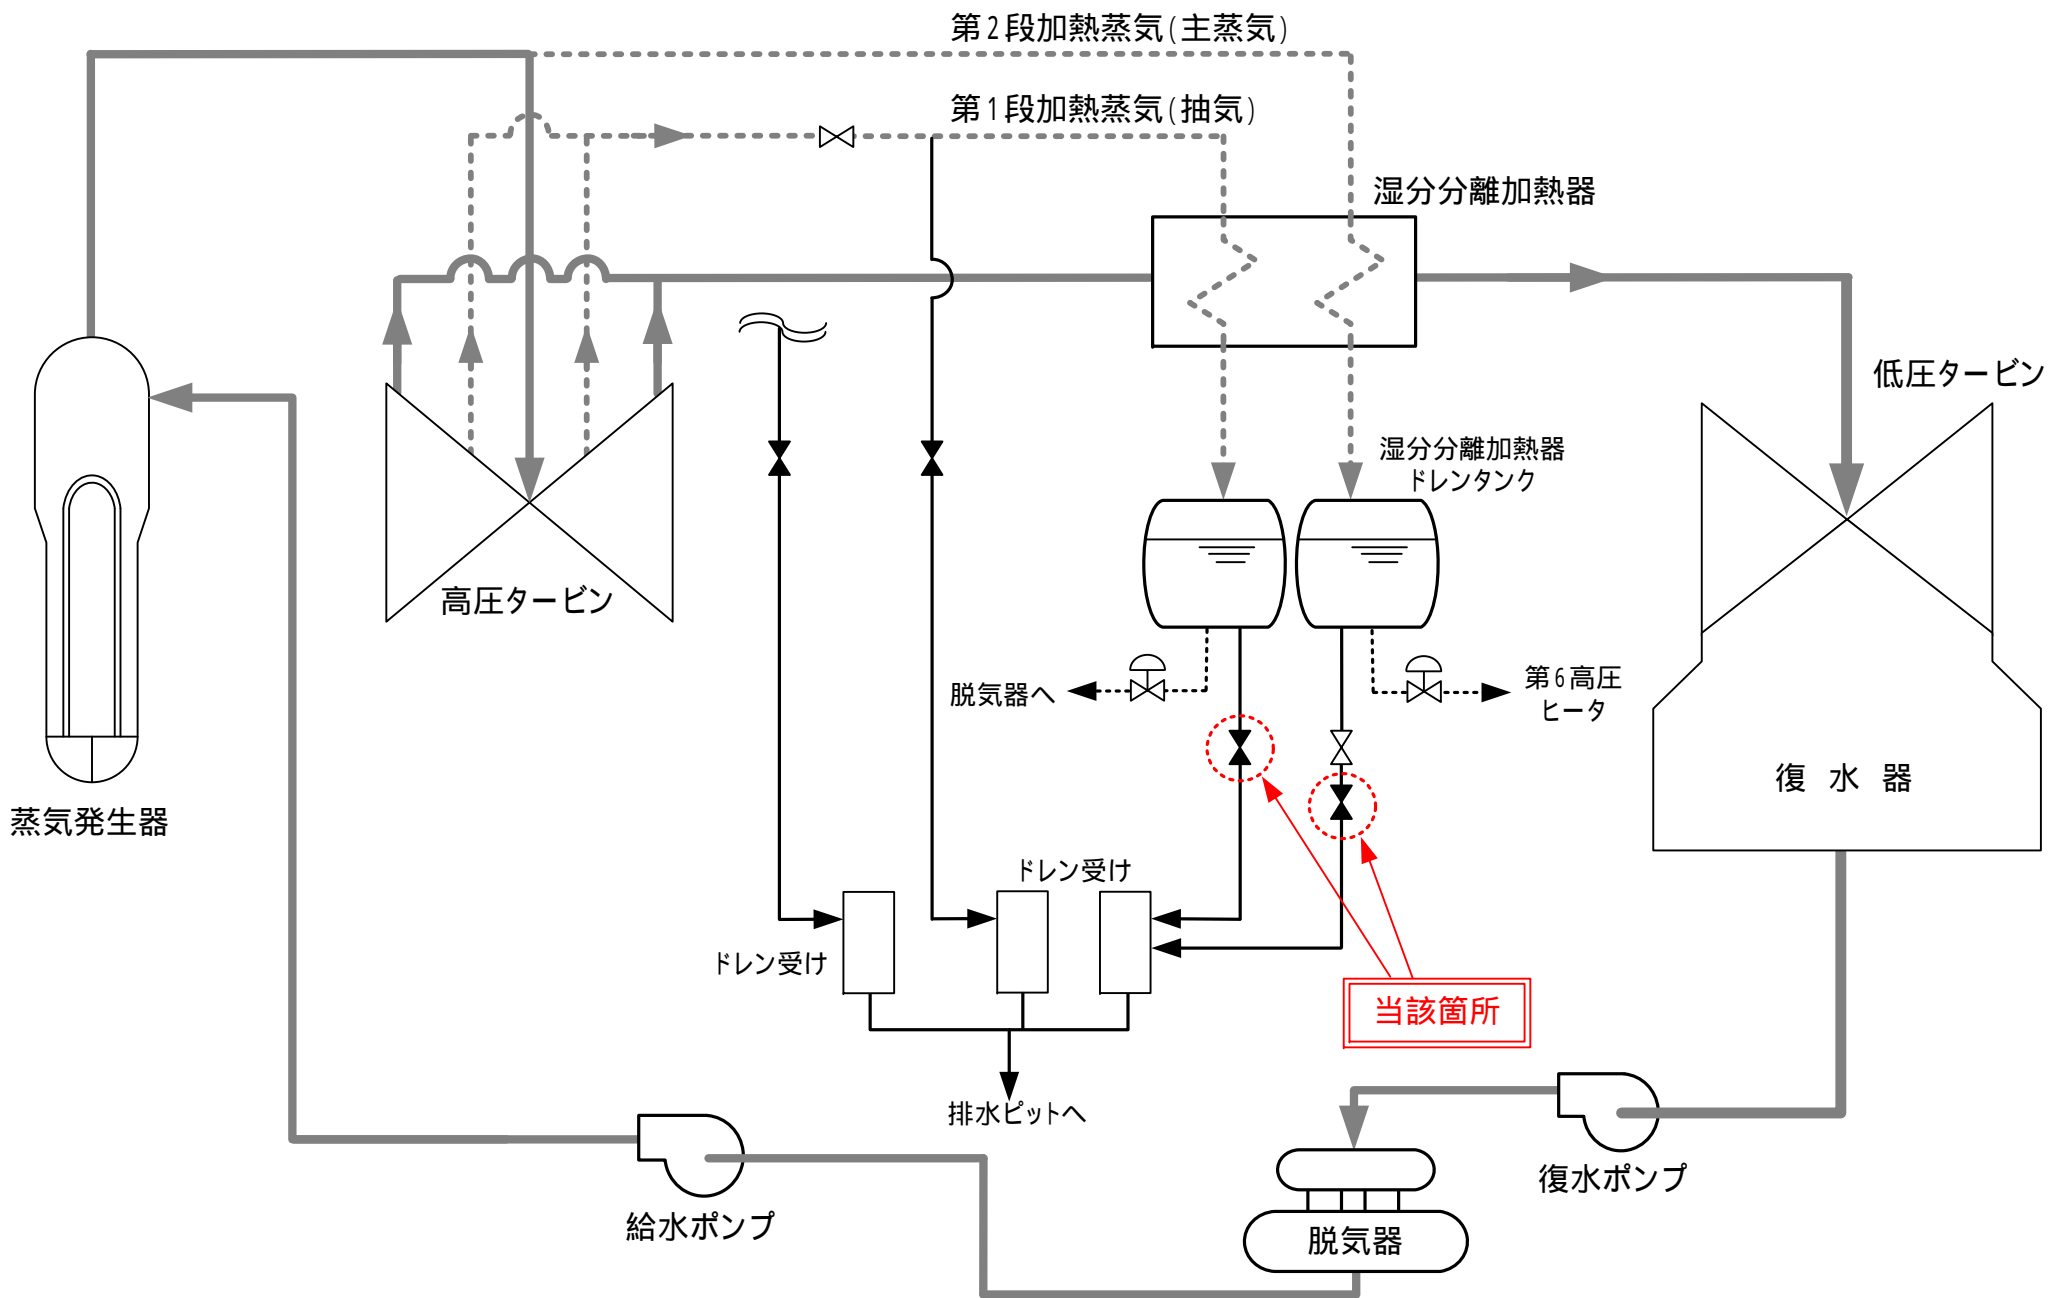 第2段加熱蒸気(主蒸気)
第1段加熱蒸気(抽気)
湿分分離加熱器
低圧タービン
湿分分離加熱器
ドレンタンク
高圧タービン
脱気器へ
第6高圧
ヒータ
復水器
蒸気発生器
ドレン受け
ドレン受け
当該箇所
排水ピットへ
復水ポンプ
給水ポンプ
脱気器